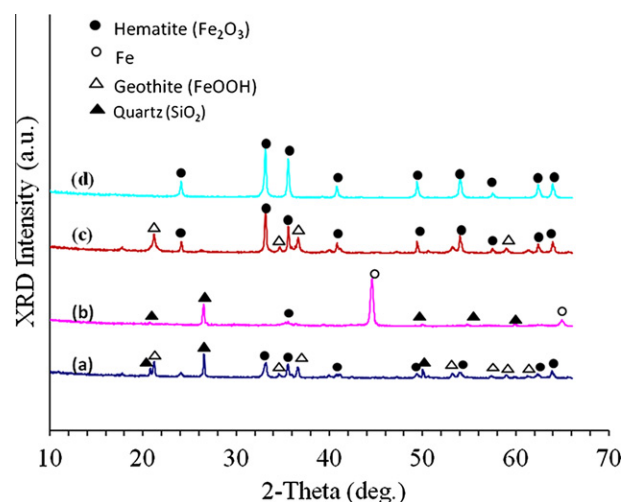 Hematite (Fe₂O₃)
Fe
Geothite (FeOOH)
Quartz (SiO₂)
XRD Intensity (a.u.)
(d)
(c)
(b)
(a)
10 20 30 40 50 60 70
2-Theta (deg.)